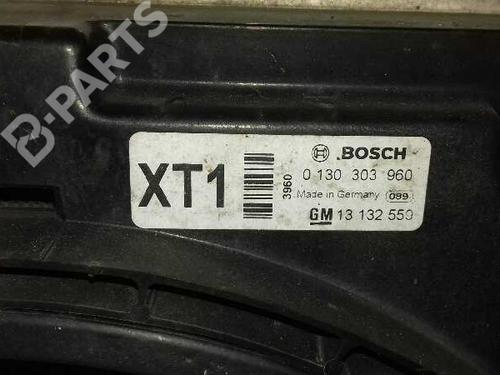 B-PARTS
XT1
3960
BOSCH
0 130 303 960
Made in Germany 099
GM 13 132 559